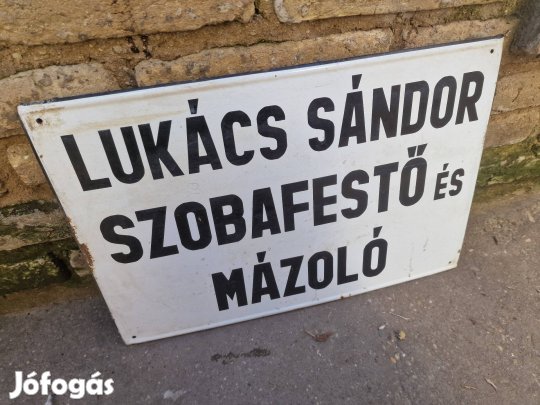 LUKÁCS SÁNDOR
SZOBAFESTŐ ÉS
MÁZOLÓ
Jófogás